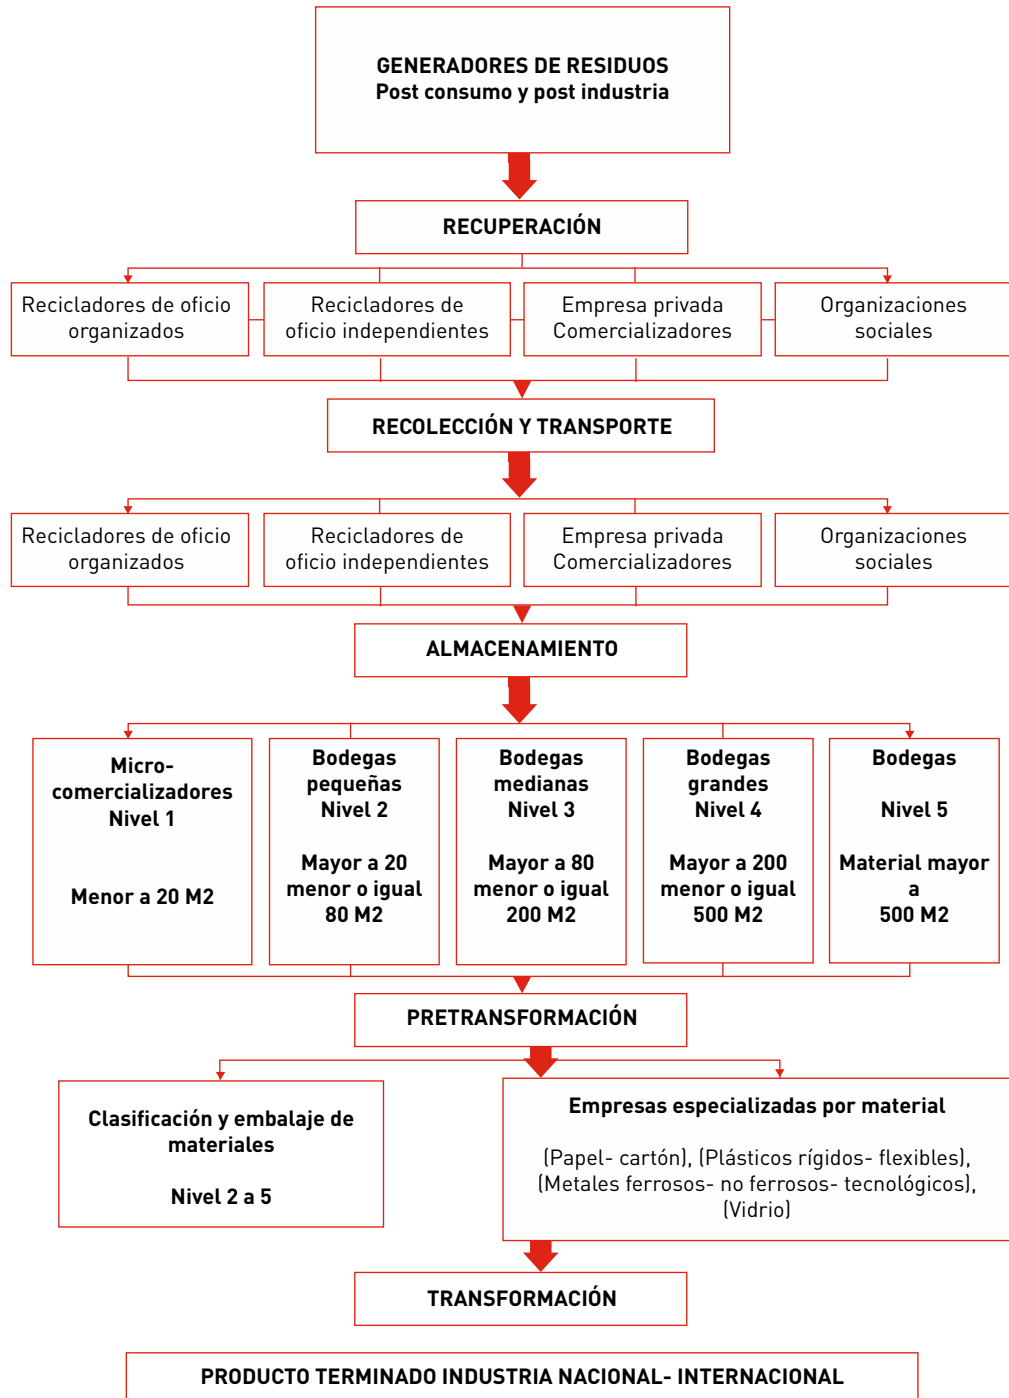 GENERADORES DE RESIDUOS
Post consumo y post industria
RECUPERACIÓN
Recicladores de oficio
organizados
Recicladores de
oficio independientes
Empresa privada
Comercializadores
Organizaciones
sociales
RECOLECCIÓN Y TRANSPORTE
Recicladores de oficio
organizados
Recicladores de
oficio independientes
Empresa privada
Comercializadores
Organizaciones
sociales
ALMACENAMIENTO
Micro-
comercializadores
Nivel 1
Menor a 20 M2
Bodegas
pequeñas
Nivel 2
Mayor a 20
menor o igual
80 M2
Bodegas
medianas
Nivel 3
Mayor a 80
menor o igual
200 M2
Bodegas
grandes
Nivel 4
Mayor a 200
menor o igual
500 M2
Bodegas
Nivel 5
Material mayor
a
500 M2
PRETRANSFORMACIÓN
Clasificación y embalaje de
materiales
Nivel 2 a 5
Empresas especializadas por material
(Papel- cartón), (Plásticos rígidos- flexibles),
(Metales ferrosos- no ferrosos- tecnológicos),
(Vidrio)
TRANSFORMACIÓN
PRODUCTO TERMINADO INDUSTRIA NACIONAL- INTERNACIONAL